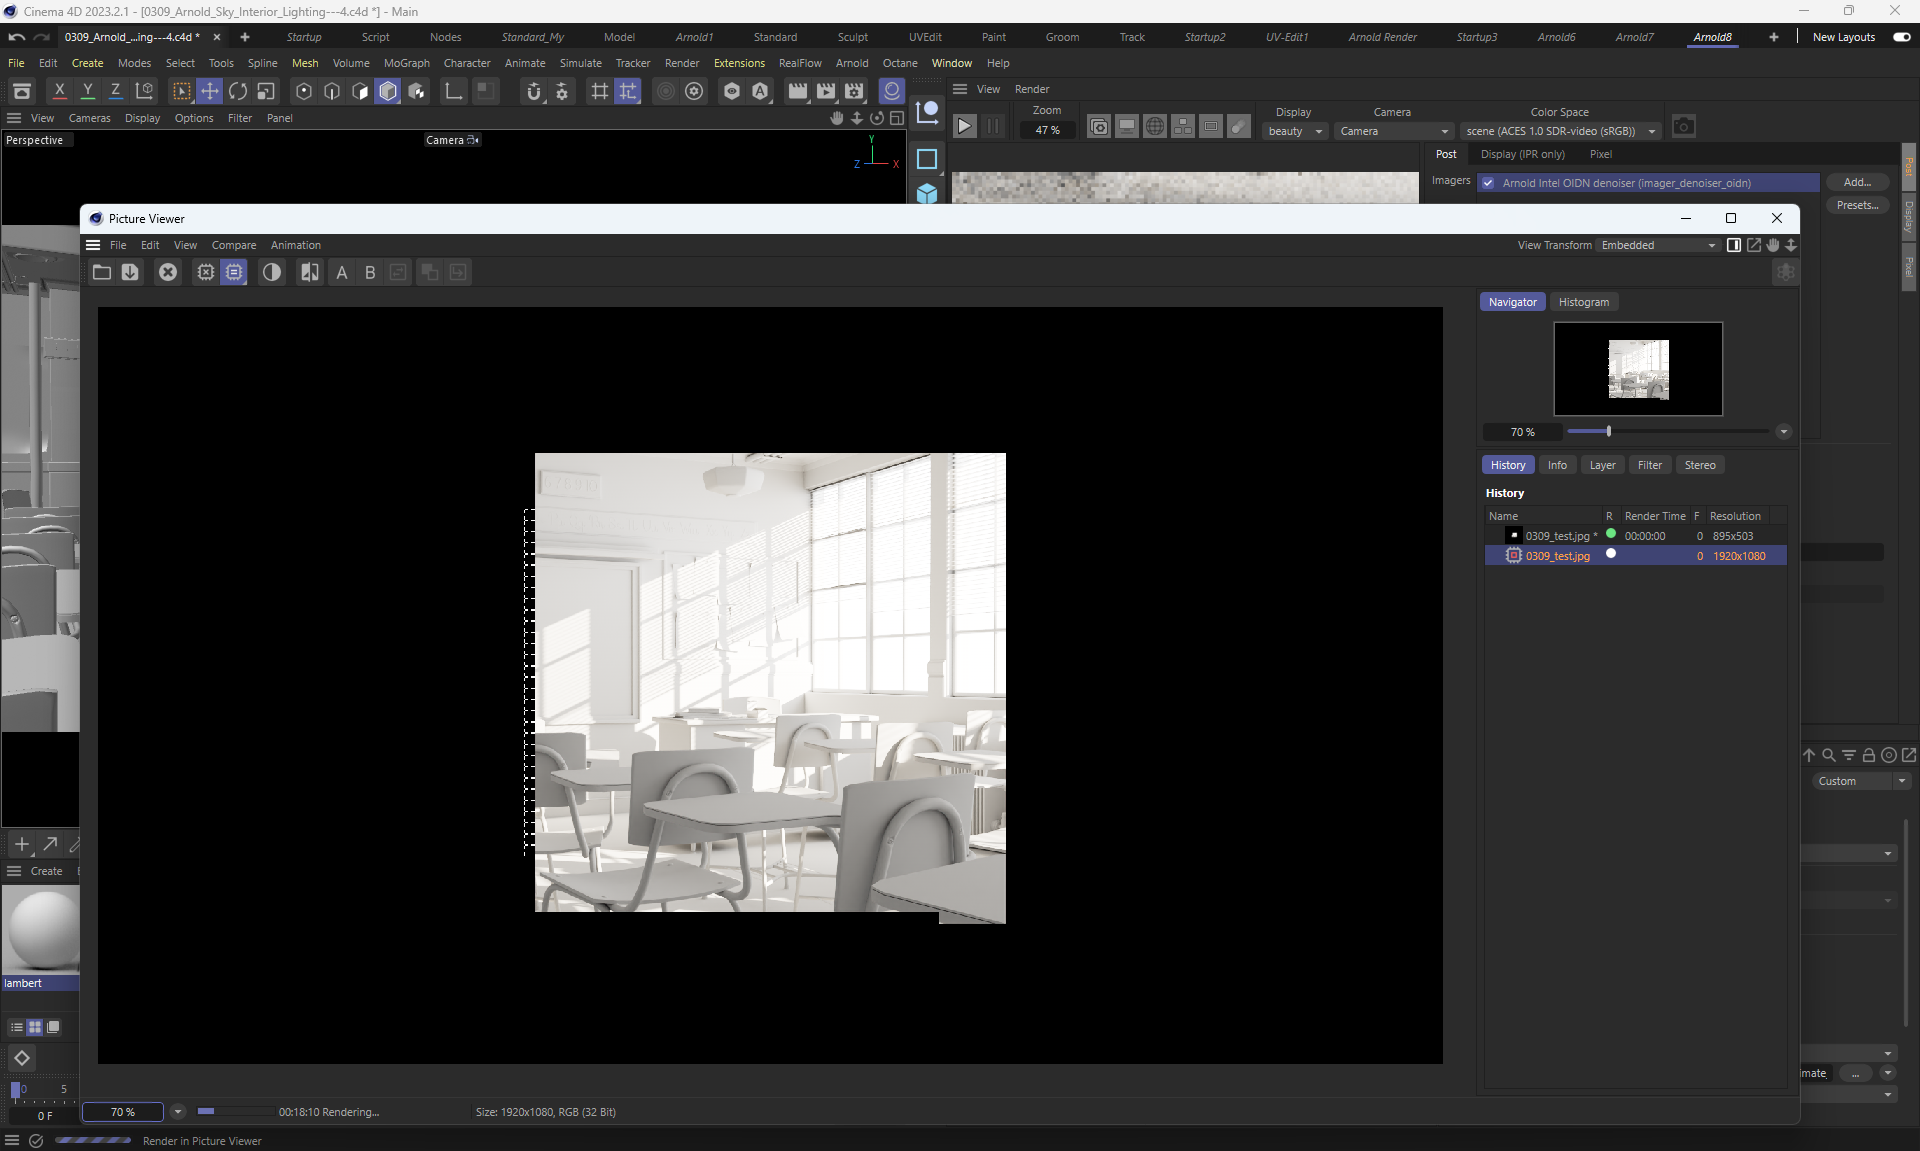 Cinema 4D 2023.2.1 - [0309_Arnold_Sky_Interior_Lighting---4.c4d *] - Main
0309_Arnold_...ing---4.c4d * Startup Script Nodes Standard_My Model Arnold1 Standard Sculpt UVEdit Paint Groom Track Startup2 UV-Edit1 Arnold Render Startup3 Arnold6 Arnold7 Arnold8 New Layouts
File Edit Create Modes Select Tools Spline Mesh Volume MoGraph Character Animate Simulate Tracker Render Extensions RealFlow Arnold Octane Window Help
X Y Z View Render
View Cameras Display Options Filter Panel
Zoom Display Camera Color Space
47 % beauty Camera scene (ACES 1.0 SDR-video (sRGB))
Perspective Camera
Y
Z X
Post Display (IPR only) Pixel
Imagers Arnold Intel OIDN denoiser (imager_denoiser_oidn) Add...
Presets...
Post
Display
Pixel
Picture Viewer
File Edit View Compare Animation View Transform Embedded
A B
Navigator Histogram
70 %
History Info Layer Filter Stereo
History
Name R Render Time F Resolution
0309_test.jpg * 00:00:00 0 895x503
0309_test.jpg 0 1920x1080
Custom
Create
lambert
0 5
0 F
imate ...
70 % 00:18:10 Rendering... Size: 1920x1080, RGB (32 Bit)
Render in Picture Viewer